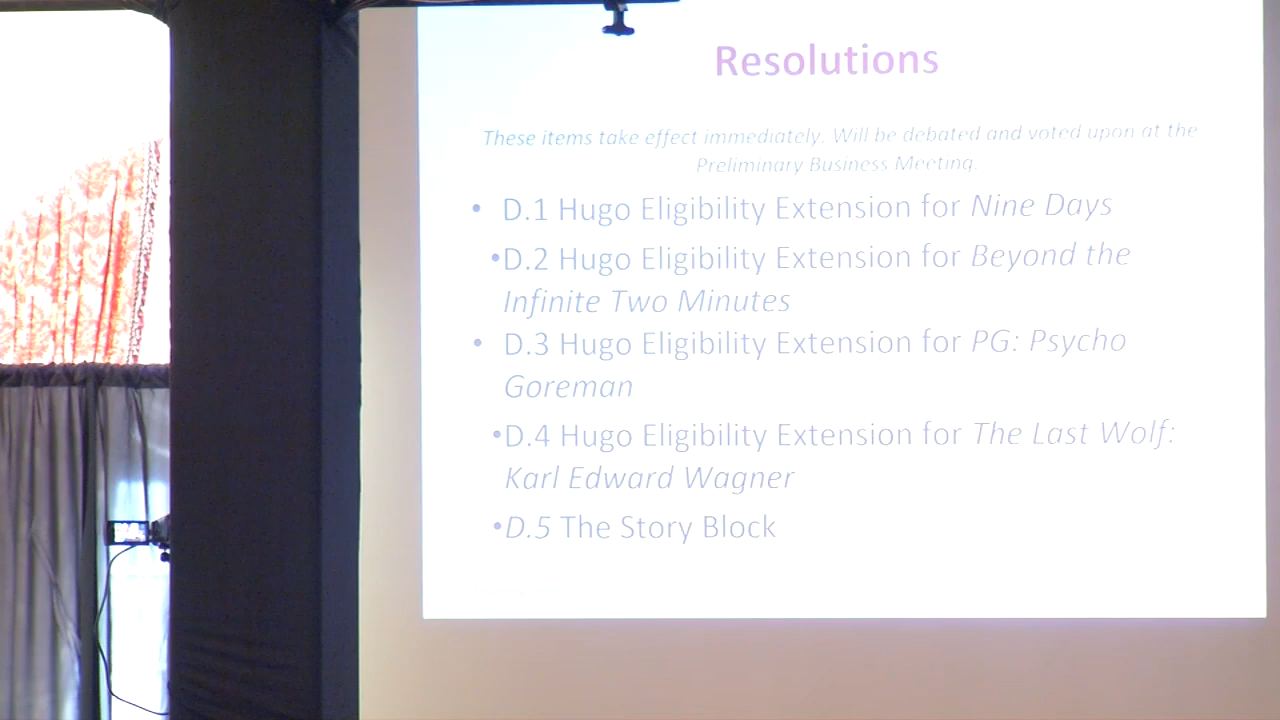 Resolutions
These items take effect immediately. Will be debated and voted upon at the
Preliminary Business Meeting.
• D.1 Hugo Eligibility Extension for Nine Days
•D.2 Hugo Eligibility Extension for Beyond the
Infinite Two Minutes
• D.3 Hugo Eligibility Extension for PG: Psycho
Goreman
•D.4 Hugo Eligibility Extension for The Last Wolf:
Karl Edward Wagner
•D.5 The Story Block